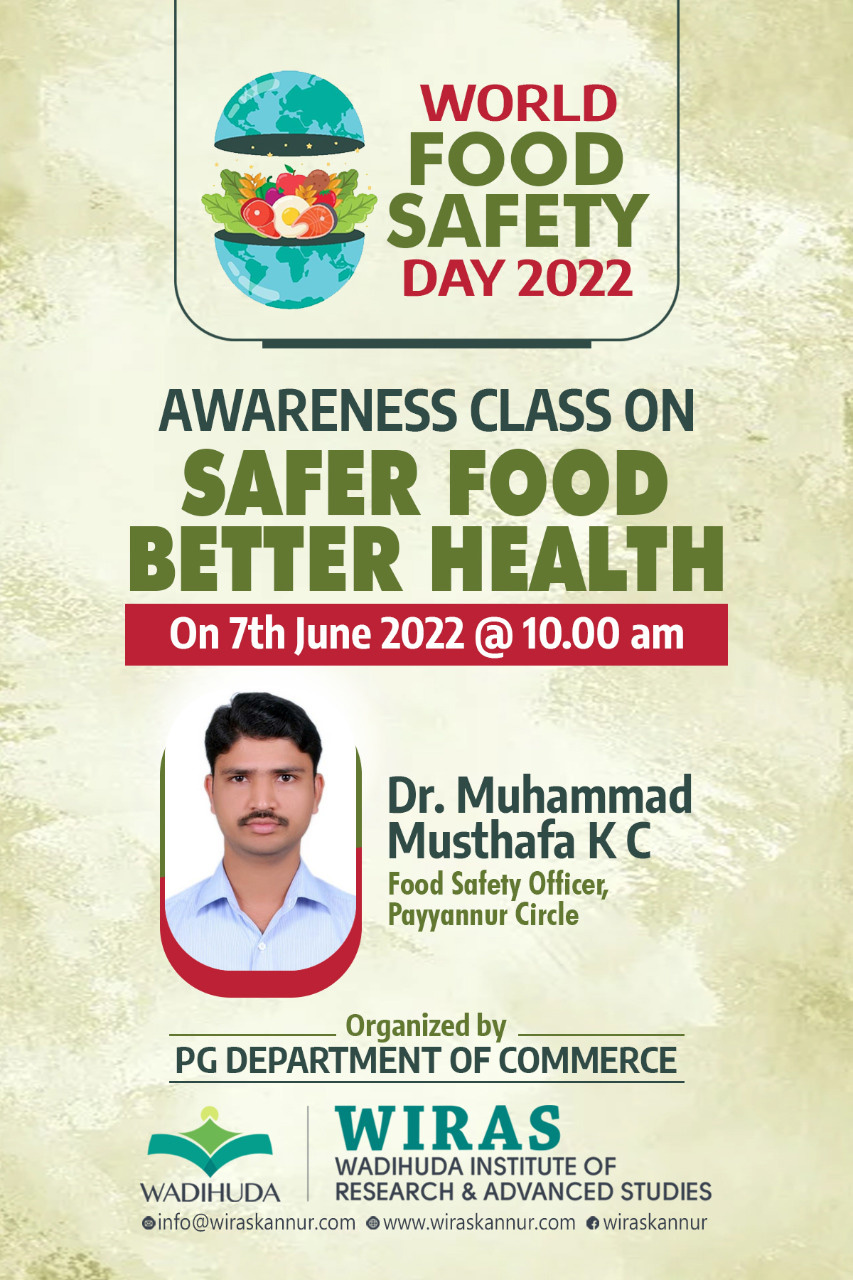 WORLD
FOOD
SAFETY
DAY 2022
AWARENESS CLASS ON
SAFER FOOD
BETTER HEALTH
On 7th June 2022 @ 10.00 am
Dr. Muhammad
Musthafa K C
Food Safety Officer,
Payyannur Circle
Organized by
PG DEPARTMENT OF COMMERCE
WADIHUDA
WIRAS
WADIHUDA INSTITUTE OF
RESEARCH & ADVANCED STUDIES
info@wiraskannur.com www.wiraskannur.com wiraskannur